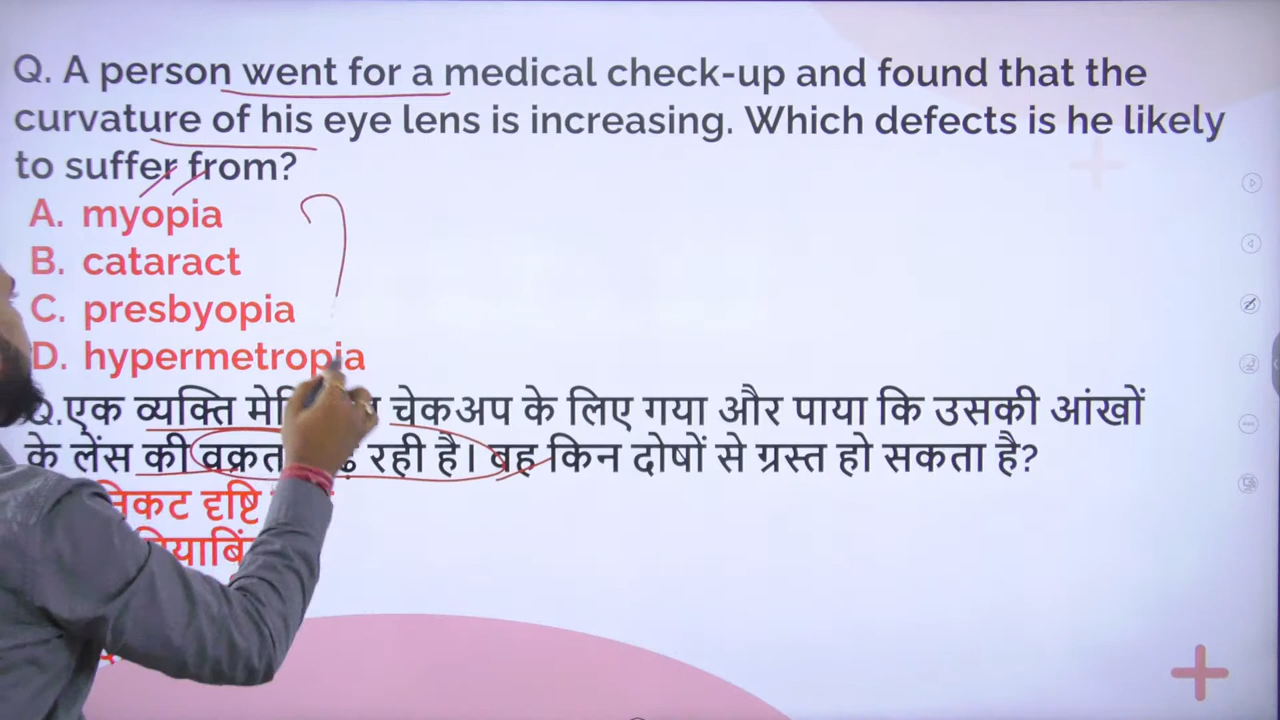 Q. A person went for a medical check-up and found that the
curvature of his eye lens is increasing. Which defects is he likely
to suffer from?
A. myopia
B. cataract
C. presbyopia
D. hypermetropia
Q.एक व्यक्ति चेकअप के लिए गया और पाया कि उसकी आंखों
के लेंस की रही है। वह किन दोषों से ग्रस्त हो सकता है?
दृष्टि